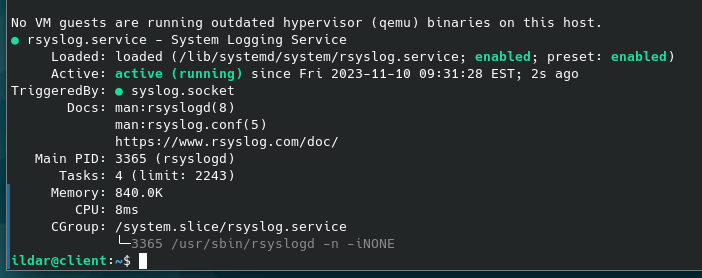 No VM guests are running outdated hypervisor (qemu) binaries on this host.
● rsyslog.service - System Logging Service
Loaded: loaded (/lib/systemd/system/rsyslog.service; enabled; preset: enabled)
Active: active (running) since Fri 2023-11-10 09:31:28 EST; 2s ago
TriggeredBy: ● syslog.socket
Docs: man:rsyslogd(8)
man:rsyslog.conf(5)
https://www.rsyslog.com/doc/
Main PID: 3365 (rsyslogd)
Tasks: 4 (limit: 2243)
Memory: 840.0K
CPU: 8ms
CGroup: /system.slice/rsyslog.service
└─3365 /usr/sbin/rsyslogd -n -iNONE
ildar@client:~$